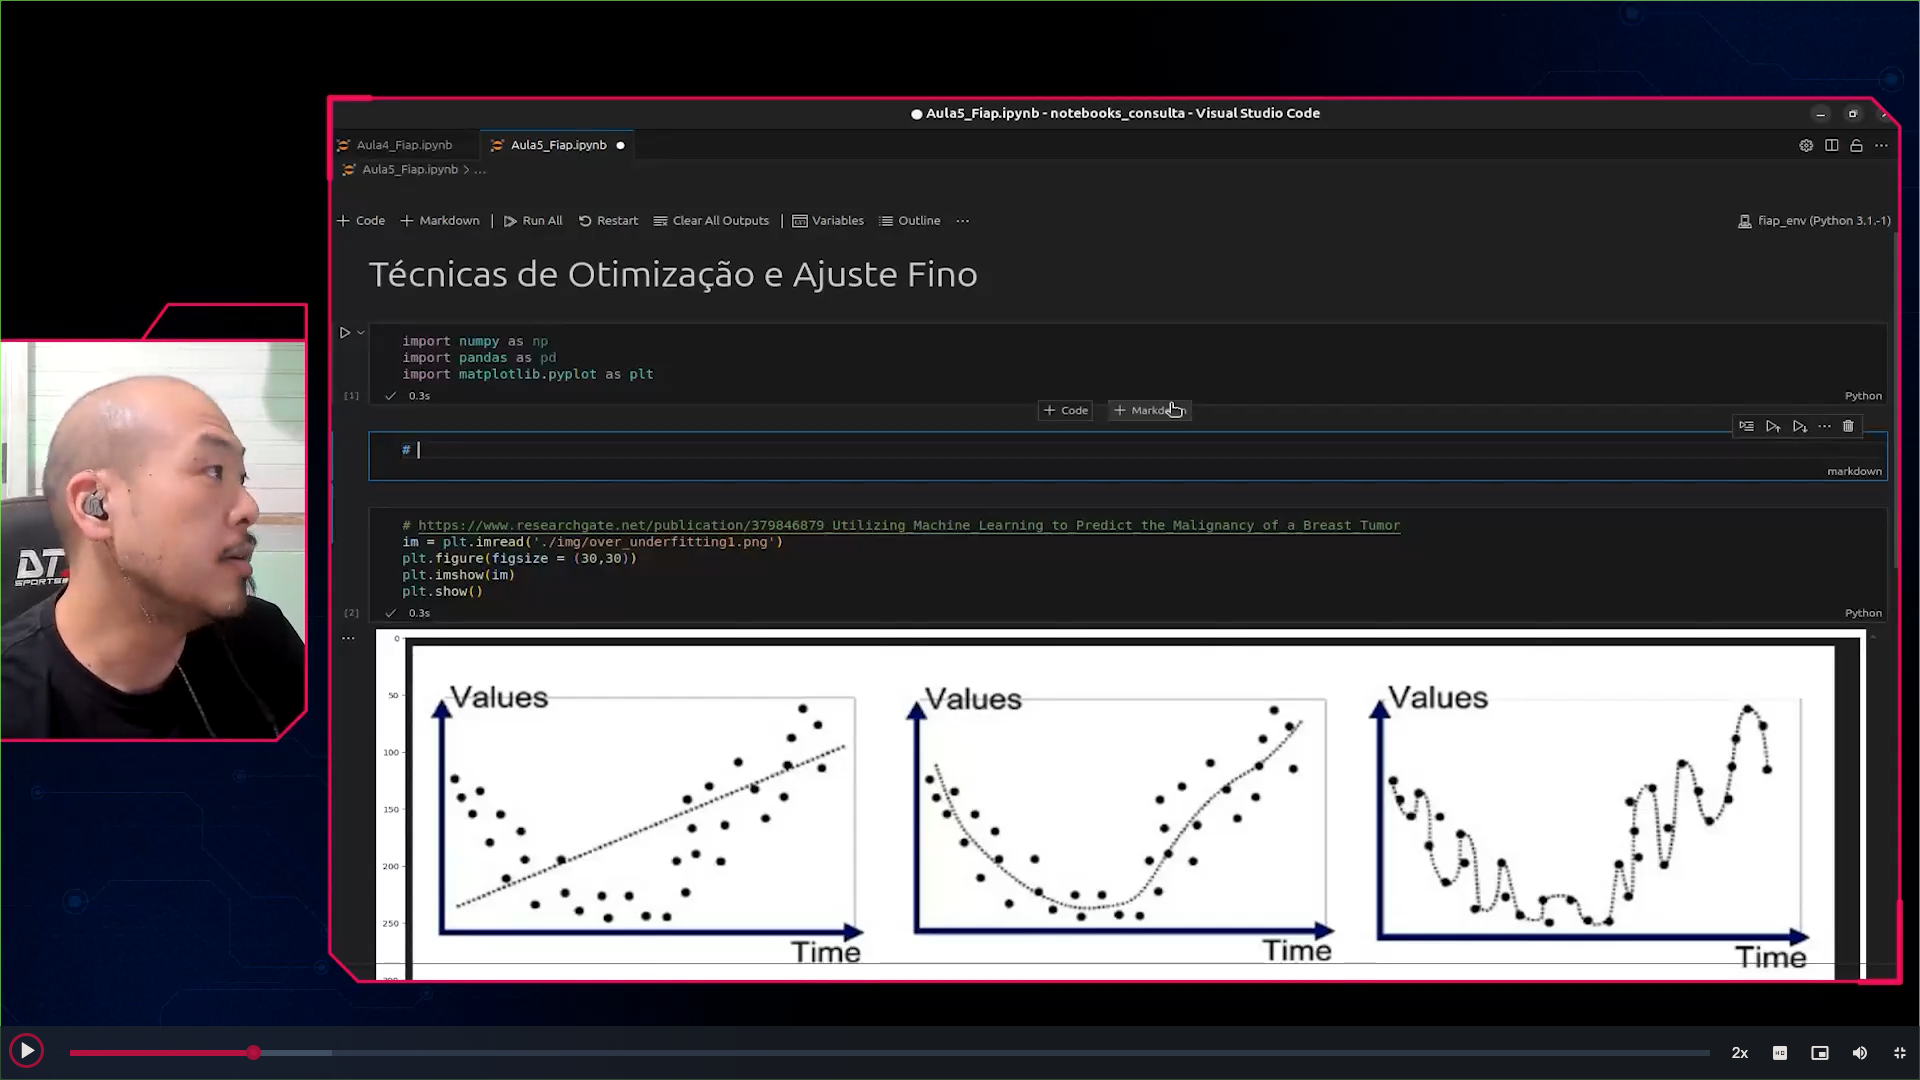 Aula5_Fiap.ipynb - notebooks_consulta - Visual Studio Code
Aula4_Fiap.ipynb
Aula5_Fiap.ipynb
Aula5_Fiap.ipynb > ...
+ Code + Markdown | Run All Restart Clear All Outputs | Variables Outline ...
fiap_env (Python 3.1.-1)
Técnicas de Otimização e Ajuste Fino
import numpy as np
import pandas as pd
import matplotlib.pyplot as plt
[1] ✓ 0.3s
Python
+ Code + Markdown
#
markdown
# https://www.researchgate.net/publication/379846879_Utilizing_Machine_Learning_to_Predict_the_Malignancy_of_a_Breast_Tumor
im = plt.imread('./img/over_underfitting1.png')
plt.figure(figsize = (30,30))
plt.imshow(im)
plt.show()
[2] ✓ 0.3s
Python
0
50
100
150
200
250
Values
Time
Values
Time
Values
Time
DT
SPORTS
2x
HD